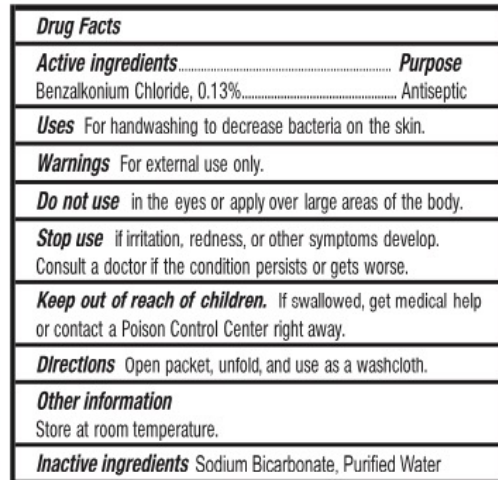 Drug Facts
Active ingredients........................................................ Purpose
Benzalkonium Chloride, 0.13%......................................... Antiseptic
Uses For handwashing to decrease bacteria on the skin.
Warnings For external use only.
Do not use in the eyes or apply over large areas of the body.
Stop use if irritation, redness, or other symptoms develop.
Consult a doctor if the condition persists or gets worse.
Keep out of reach of children. If swallowed, get medical help
or contact a Poison Control Center right away.
Directions Open packet, unfold, and use as a washcloth.
Other information
Store at room temperature.
Inactive ingredients Sodium Bicarbonate, Purified Water